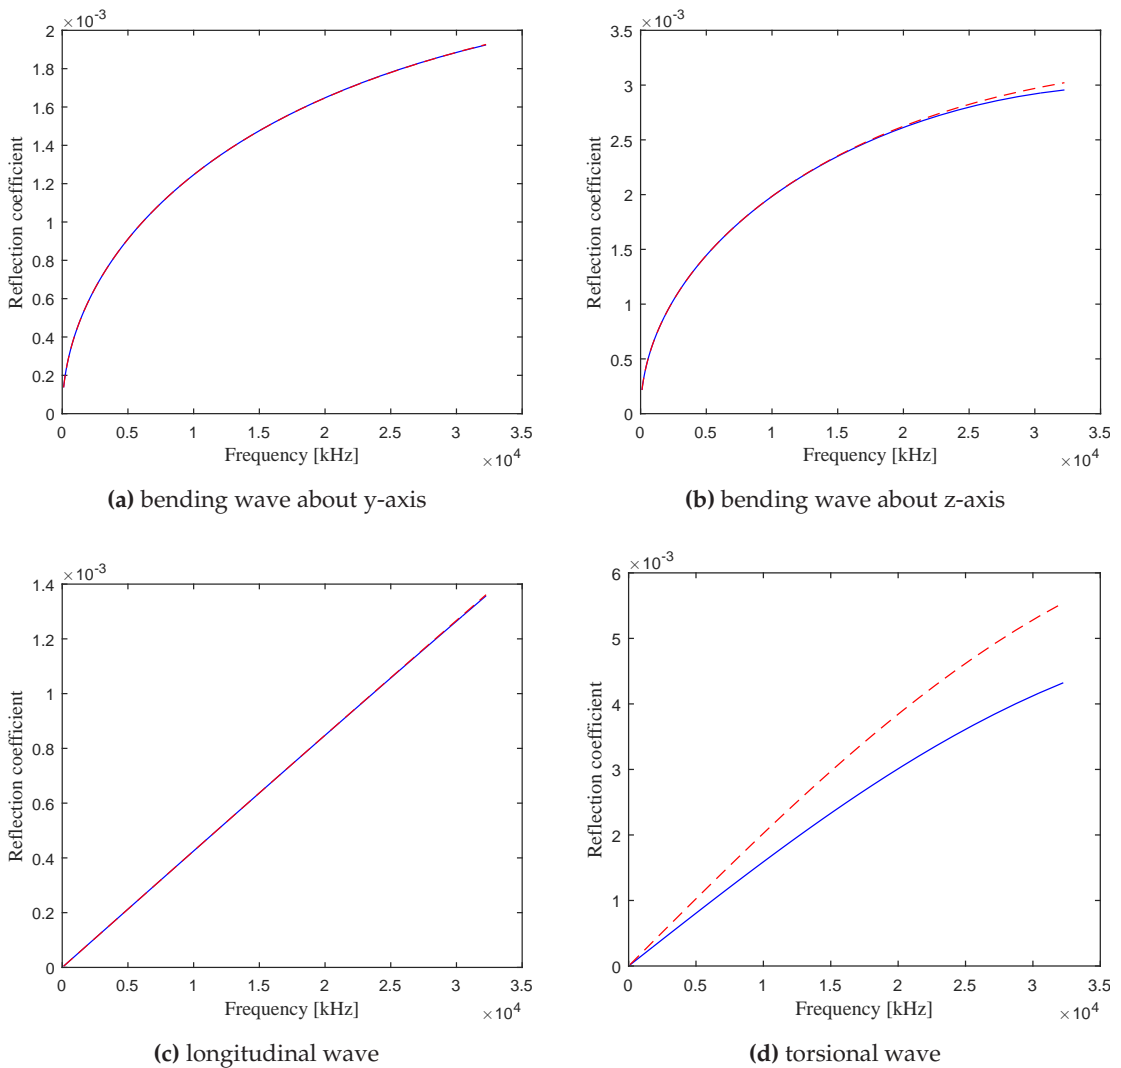 ×10⁻³
2
1.8
1.6
1.4
1.2
1
0.8
0.6
0.4
0.2
0
Reflection coefficient
0 0.5 1 1.5 2 2.5 3 3.5
Frequency [kHz]
×10⁴
(a) bending wave about y-axis
×10⁻³
3.5
3
2.5
2
1.5
1
0.5
0
Reflection coefficient
0 0.5 1 1.5 2 2.5 3 3.5
Frequency [kHz]
×10⁴
(b) bending wave about z-axis
×10⁻³
1.4
1.2
1
0.8
0.6
0.4
0.2
0
Reflection coefficient
0 0.5 1 1.5 2 2.5 3 3.5
Frequency [kHz]
×10⁴
(c) longitudinal wave
×10⁻³
6
5
4
3
2
1
0
Reflection coefficient
0 0.5 1 1.5 2 2.5 3 3.5
Frequency [kHz]
×10⁴
(d) torsional wave